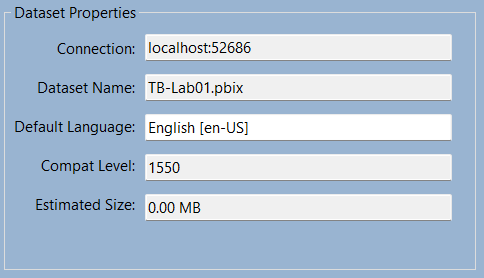 Dataset Properties
Connection: localhost:52686
Dataset Name: TB-Lab01.pbix
Default Language: English [en-US]
Compat Level: 1550
Estimated Size: 0.00 MB